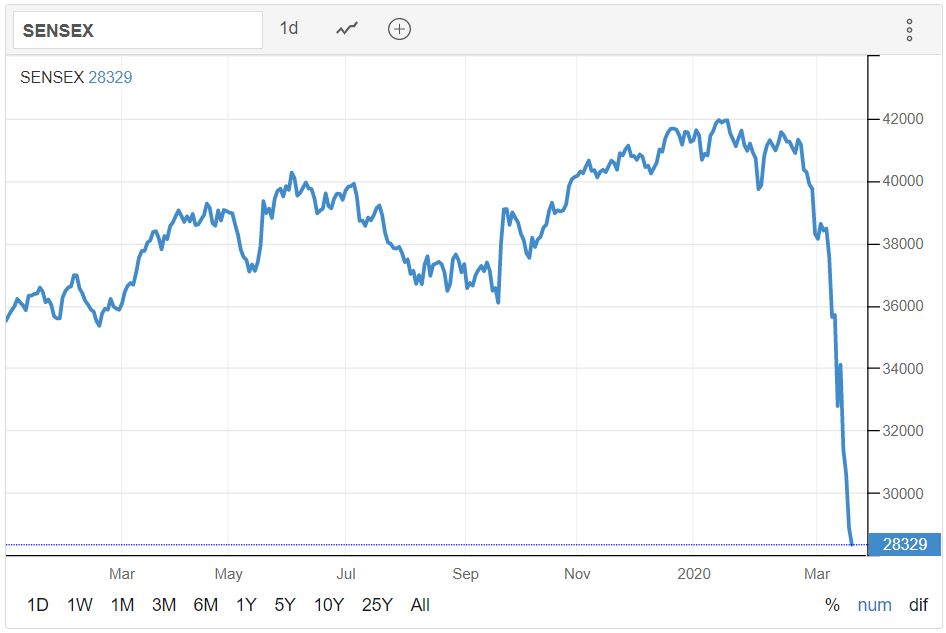 SENSEX 1d
SENSEX 28329
42000
40000
38000
36000
34000
32000
30000
28329
Mar May Jul Sep Nov 2020 Mar
1D 1W 1M 3M 6M 1Y 5Y 10Y 25Y All % num dif